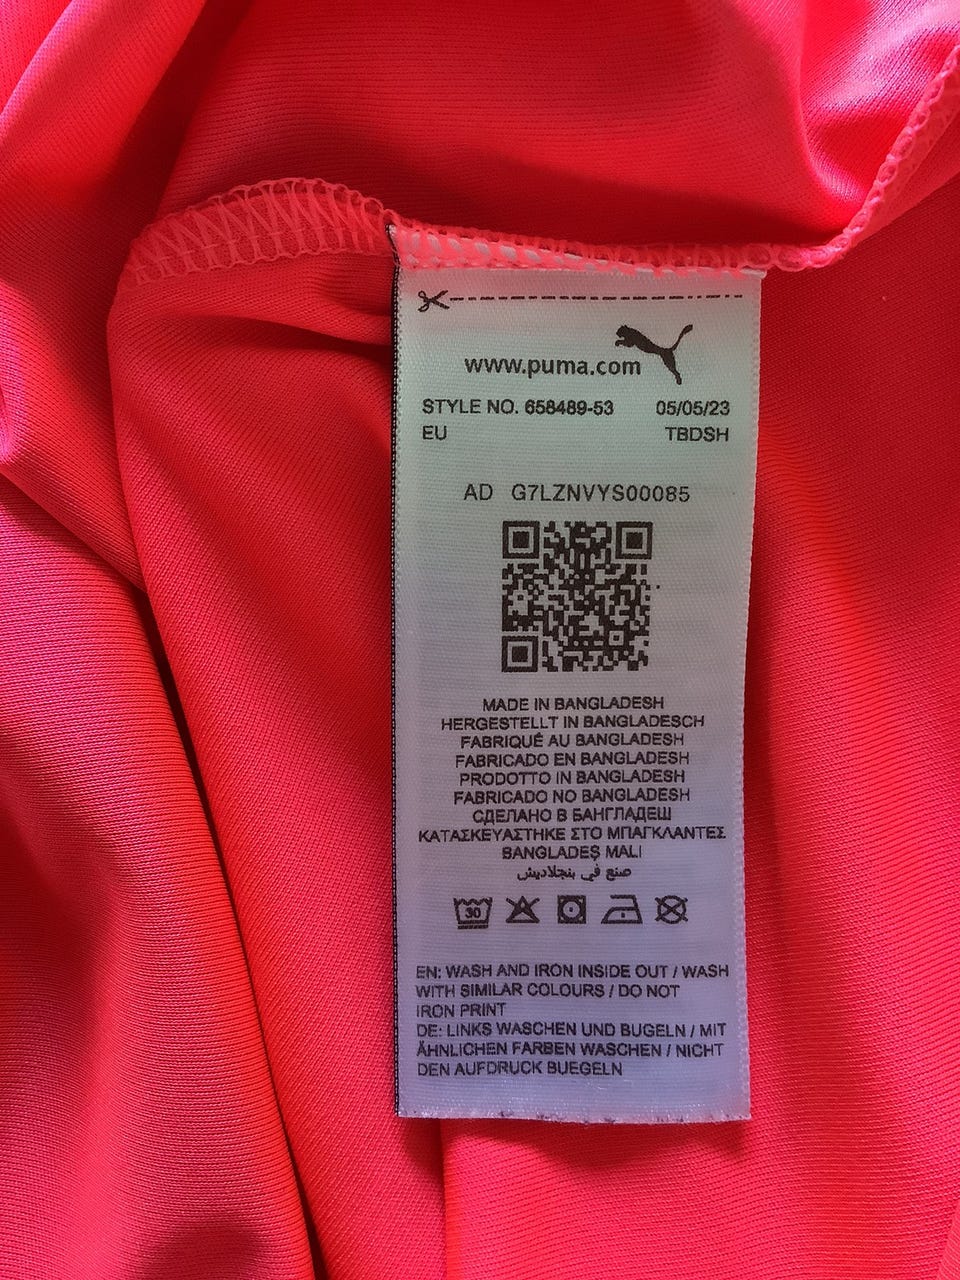 www.puma.com
STYLE NO. 658489-53 05/05/23
EU TBDSH
AD G7LZNVYS00085
MADE IN BANGLADESH
HERGESTELLT IN BANGLADESCH
FABRIQUÉ AU BANGLADESH
FABRICADO EN BANGLADESH
PRODOTTO IN BANGLADESH
FABRICADO NO BANGLADESH
СДЕЛАНО В БАНГЛАДЕШ
ΚΑΤΑΣΚΕΥΑΣΤΗΚΕ ΣΤΟ ΜΠΑΓΚΛΑΝΤΕΣ
BANGLADEŞ MALI
صنع في بنجلاديش
30
EN: WASH AND IRON INSIDE OUT / WASH
WITH SIMILAR COLOURS / DO NOT
IRON PRINT
DE: LINKS WASCHEN UND BUGELN / MIT
ÄHNLICHEN FARBEN WASCHEN / NICHT
DEN AUFDRUCK BUEGELN